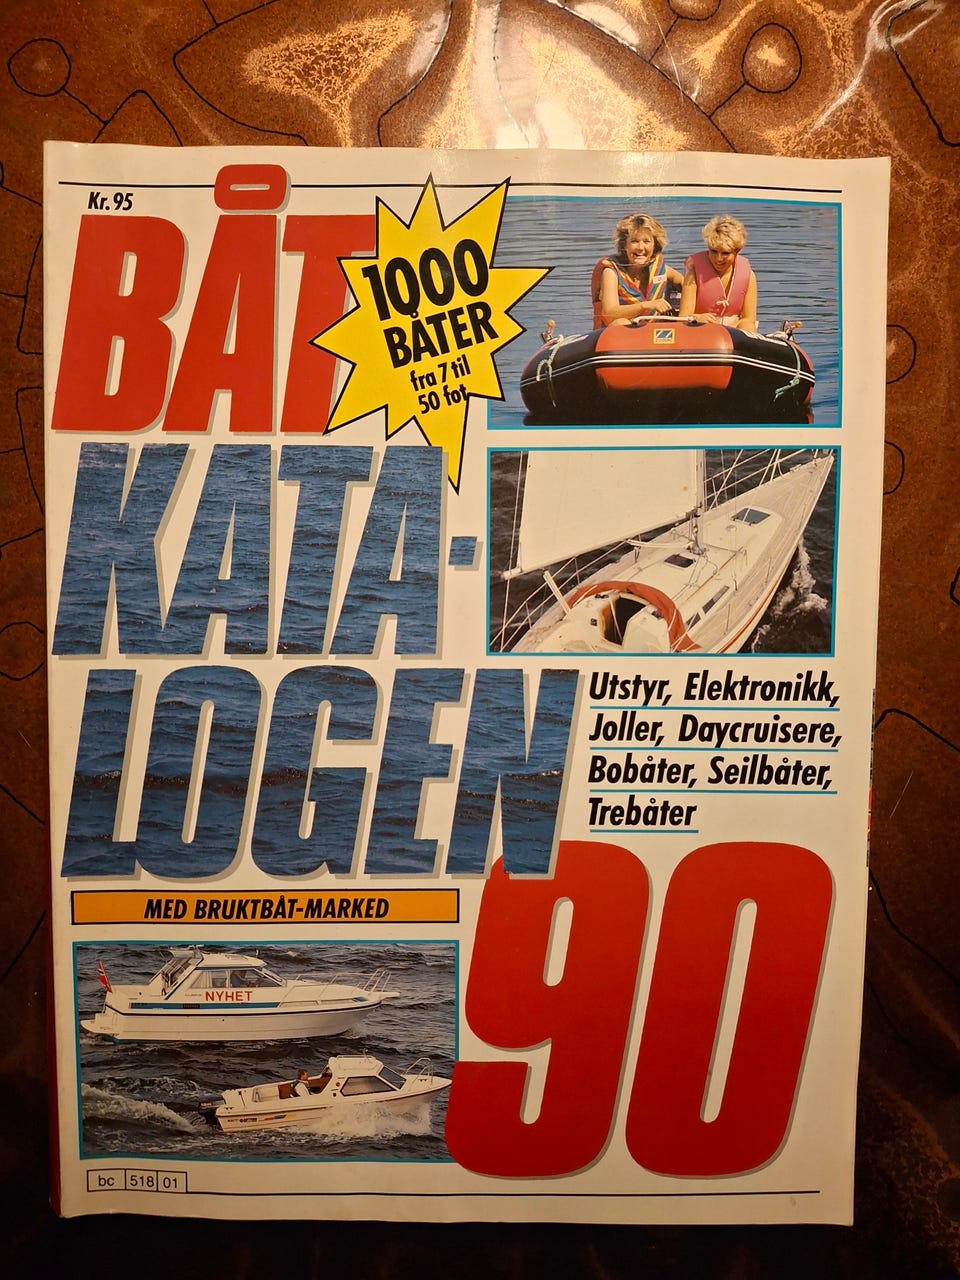 Kr. 95
BÅT
1000
BÅTER
fra 7 til
50 fot
KATA-
LOGEN
Utstyr, Elektronikk,
Joller, Daycruisere,
Bobåter, Seilbåter,
Trebåter
90
MED BRUKTBÅT-MARKED
NYHET
bc 518 01